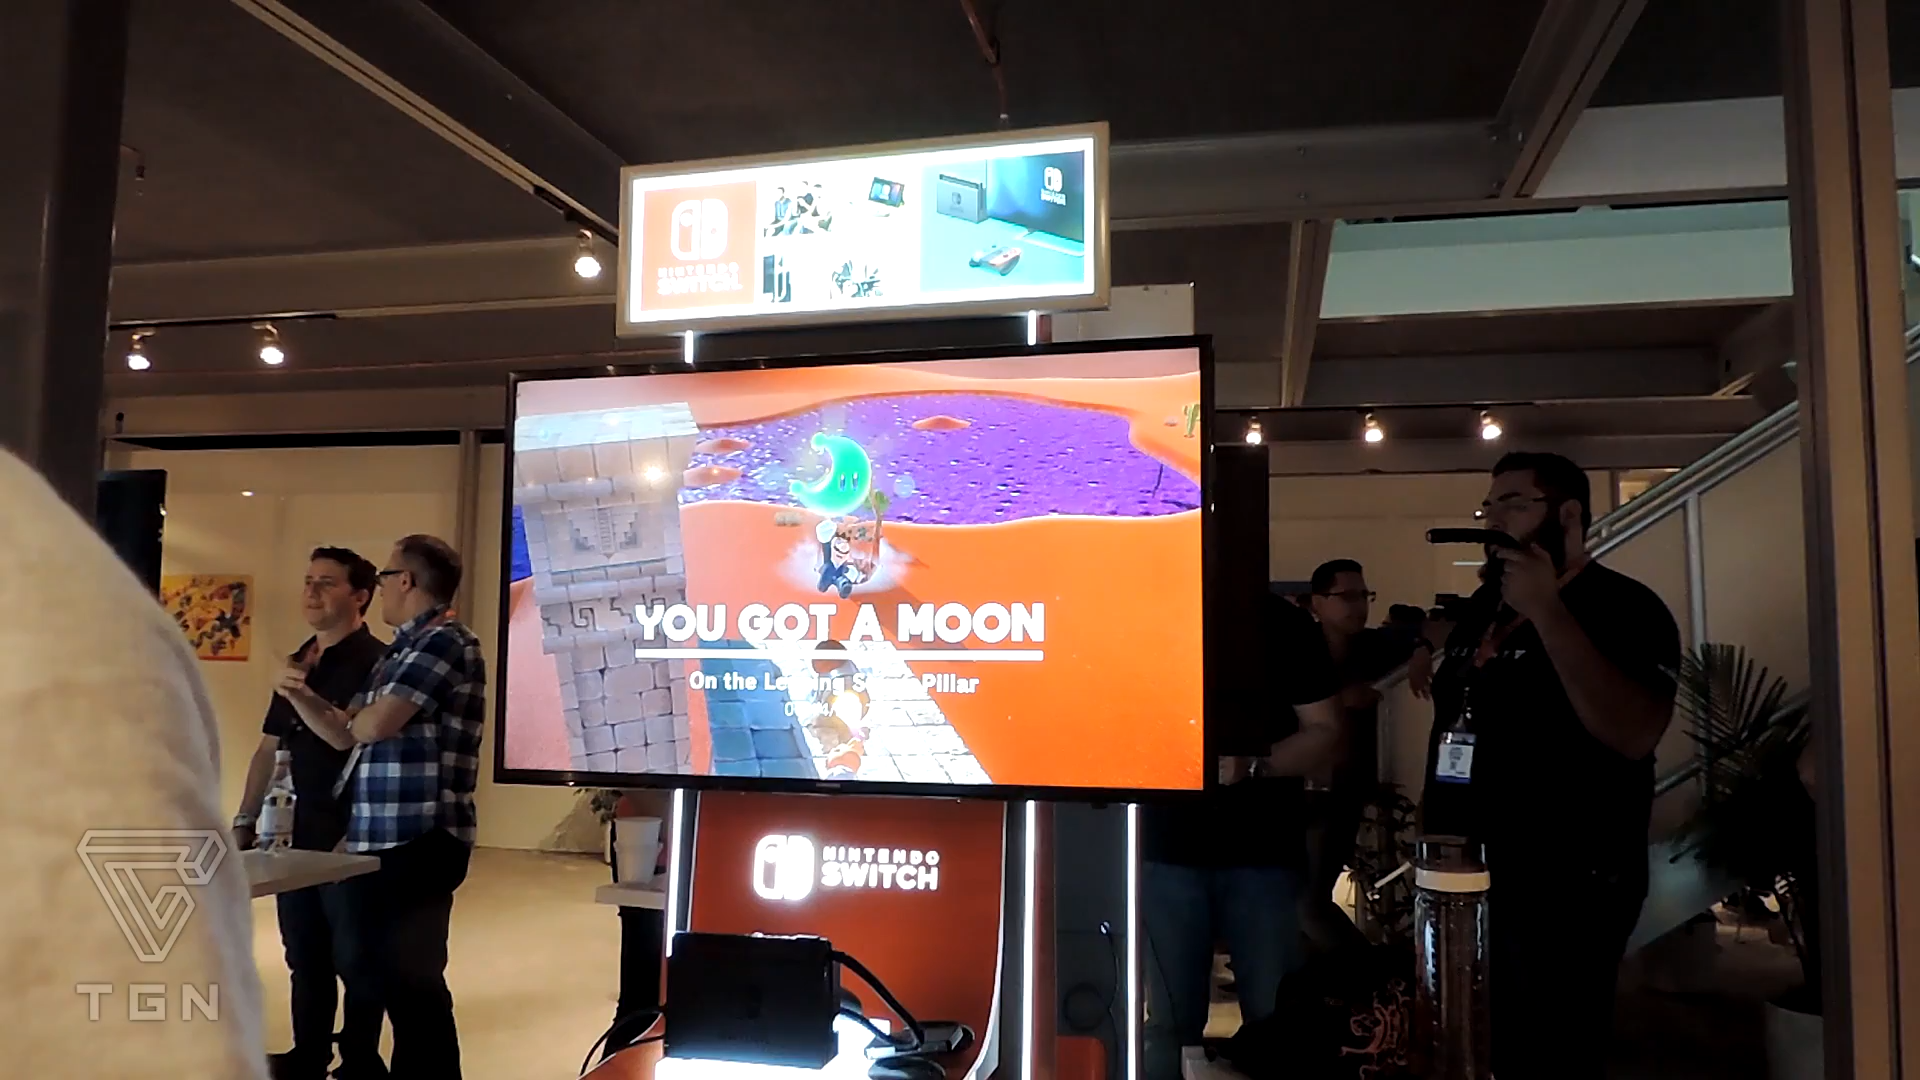 NINTENDO
SWITCH
YOU GOT A MOON
On the Pillar
NINTENDO
SWITCH
TGN